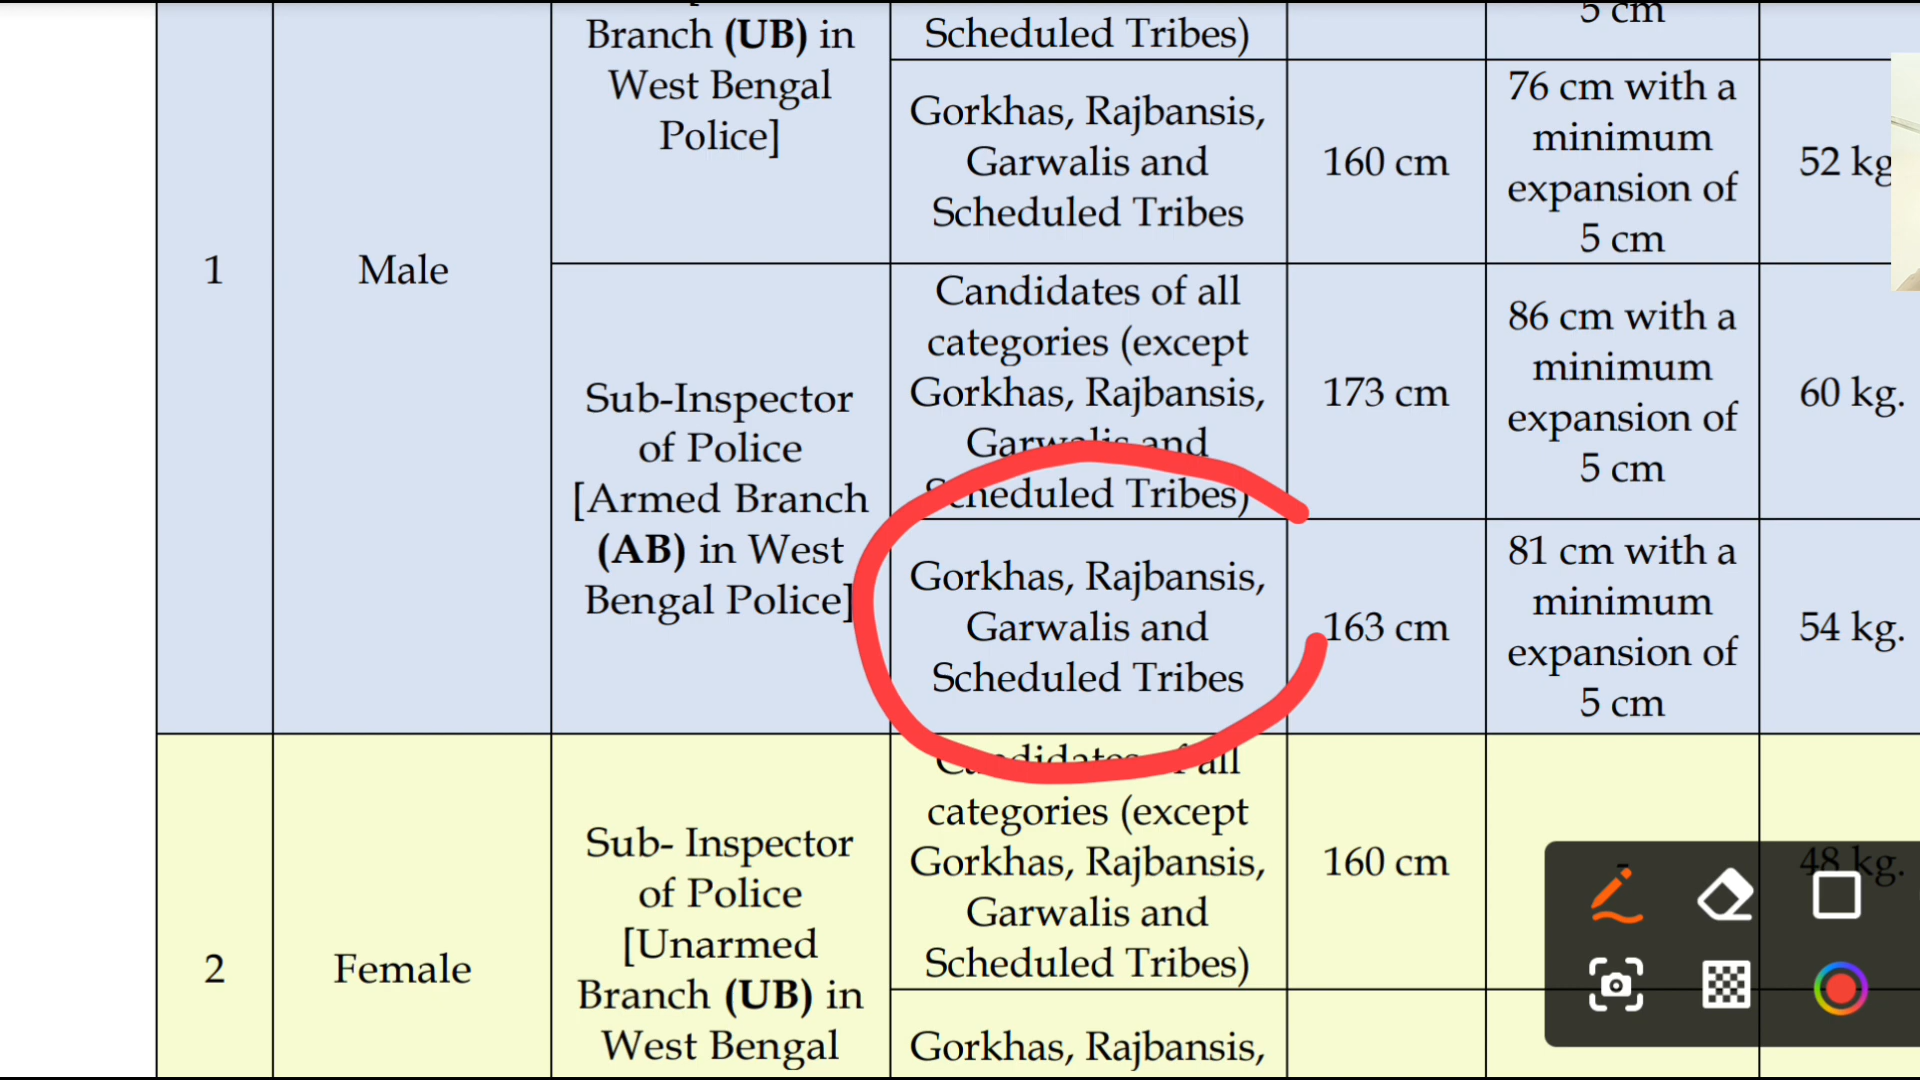 Branch (UB) in
West Bengal
Police]
Scheduled Tribes)
5 cm
Gorkhas, Rajbansis,
Garwalis and
Scheduled Tribes
160 cm
76 cm with a
minimum
expansion of
5 cm
52 kg
1
Male
Sub-Inspector
of Police
[Armed Branch
(AB) in West
Bengal Police]
Candidates of all
categories (except
Gorkhas, Rajbansis,
Garwalis and
Scheduled Tribes)
173 cm
86 cm with a
minimum
expansion of
5 cm
60 kg.
Gorkhas, Rajbansis,
Garwalis and
Scheduled Tribes
163 cm
81 cm with a
minimum
expansion of
5 cm
54 kg.
2
Female
Sub- Inspector
of Police
[Unarmed
Branch (UB) in
West Bengal
Candidates of all
categories (except
Gorkhas, Rajbansis,
Garwalis and
Scheduled Tribes)
160 cm
48 kg.
Gorkhas, Rajbansis,